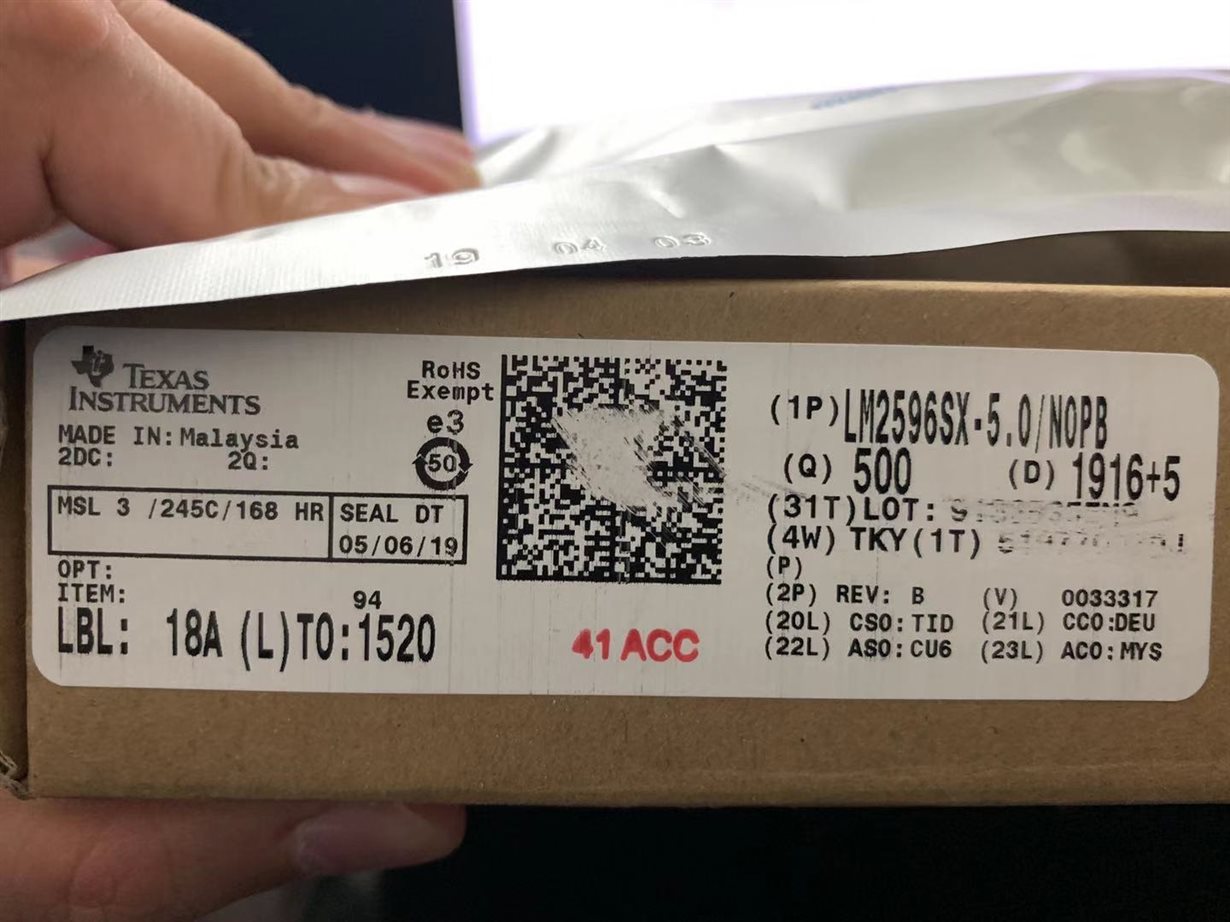 19 04 03
TEXAS
INSTRUMENTS
MADE IN: Malaysia
2DC: 2Q:
RoHS
Exempt
e3
50
MSL 3 /245C/168 HR
SEAL DT
05/06/19
OPT:
ITEM:
94
LBL: 18A (L)TO:1520
41 ACC
(1P) LM2596SX-5.0/NOPB
(Q) 500 (D) 1916+5
(31T)LOT:
(4W) TKY(1T)
(P)
(2P) REV: B (V) 0033317
(20L) CSO:TID (21L) CCO:DEU
(22L) ASO:CU6 (23L) ACO:MYS